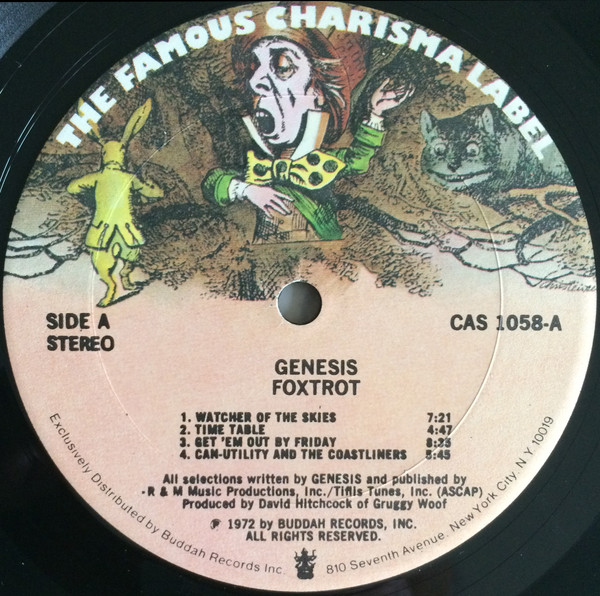 THE FAMOUS CHARISMA LABEL
SIDE A
STEREO
CAS 1058-A
GENESIS
FOXTROT
1. WATCHER OF THE SKIES 7:21
2. TIME TABLE 4:47
3. GET 'EM OUT BY FRIDAY 8:35
4. CAN-UTILITY AND THE COASTLINERS 5:45
All selections written by GENESIS and published by
R & M Music Productions, Inc./Tiflis Tunes, Inc. (ASCAP)
Produced by David Hitchcock of Gruggy Woof
℗ 1972 by BUDDAH RECORDS, INC.
ALL RIGHTS RESERVED.
Exclusively Distributed by Buddah Records Inc. 810 Seventh Avenue, New York City, N.Y. 10019